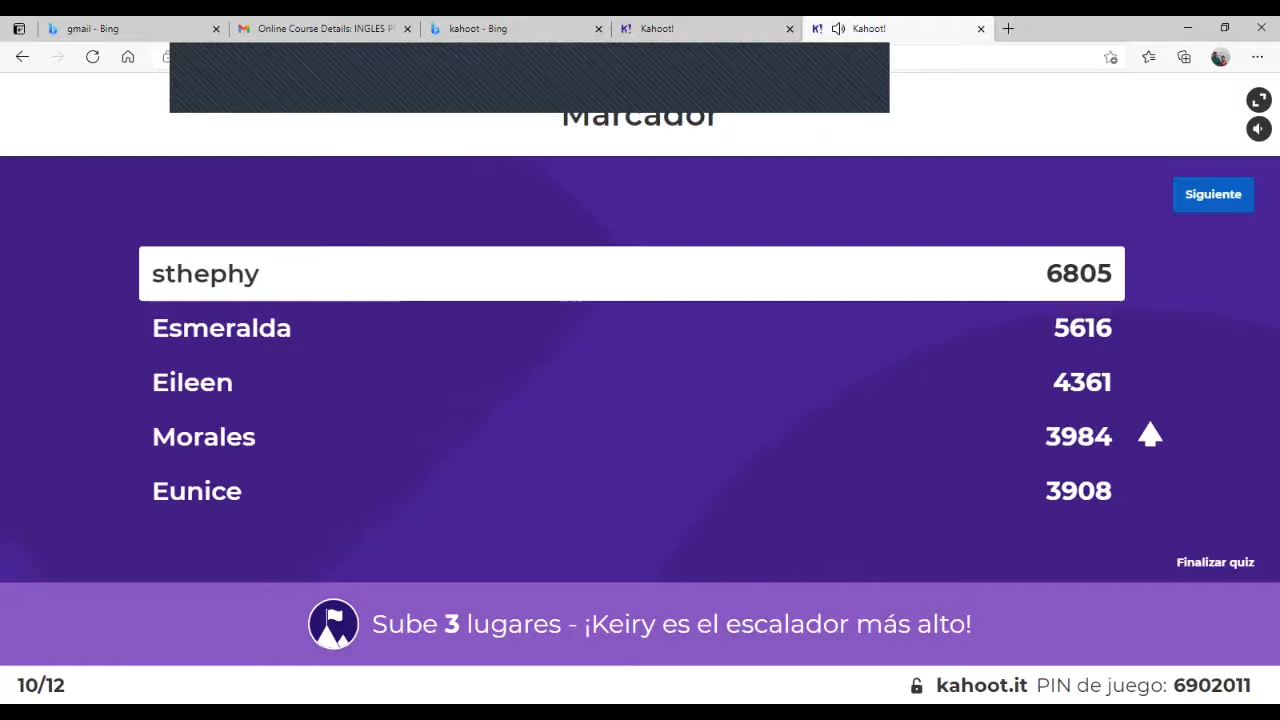 gmail - Bing
Online Course Details: INGLES P
kahoot - Bing
K! Kahoot!
K! Kahoot!
Marcador
Siguiente
sthephy 6805
Esmeralda 5616
Eileen 4361
Morales 3984
Eunice 3908
Finalizar quiz
Sube 3 lugares - ¡Keiry es el escalador más alto!
10/12
kahoot.it PIN de juego: 6902011